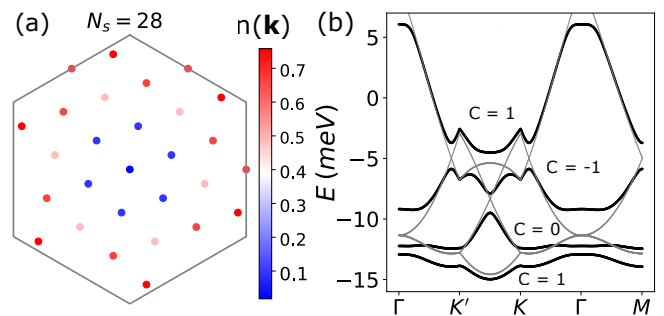 (a)
N_s = 28
n(k)
0.7
0.6
0.5
0.4
0.3
0.2
0.1
(b)
E (meV)
5
0
−5
−10
−15
C = 1
C = -1
C = 0
C = 1
Γ
K′
K
Γ
M